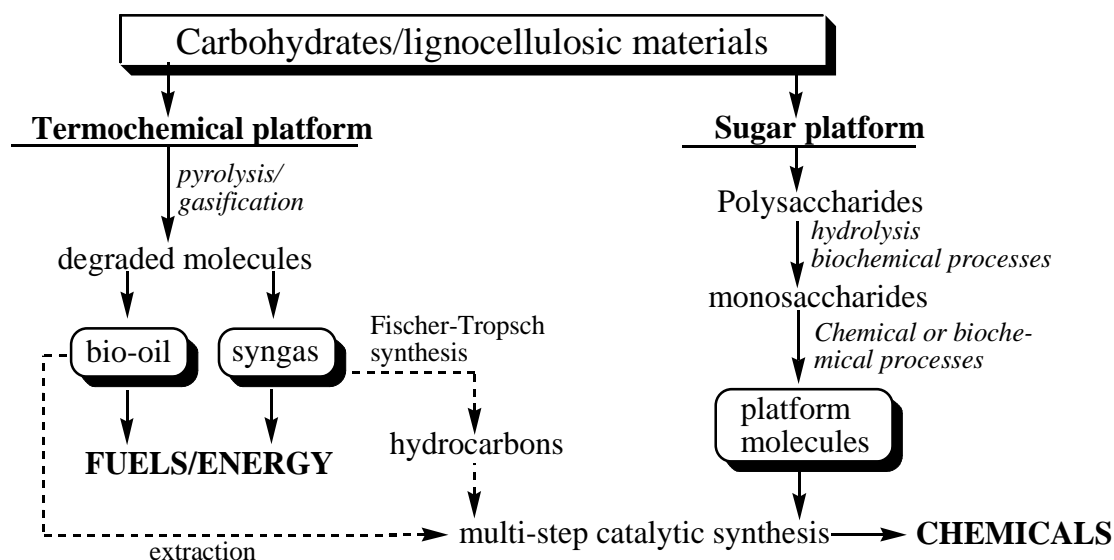 Carbohydrates/lignocellulosic materials
Termochemical platform
pyrolysis/
gasification
degraded molecules
bio-oil
syngas
FUELS/ENERGY
Fischer-Tropsch
synthesis
hydrocarbons
extraction
Sugar platform
Polysaccharides
hydrolysis
biochemical processes
monosaccharides
Chemical or bioche-
mical processes
platform
molecules
multi-step catalytic synthesis
CHEMICALS